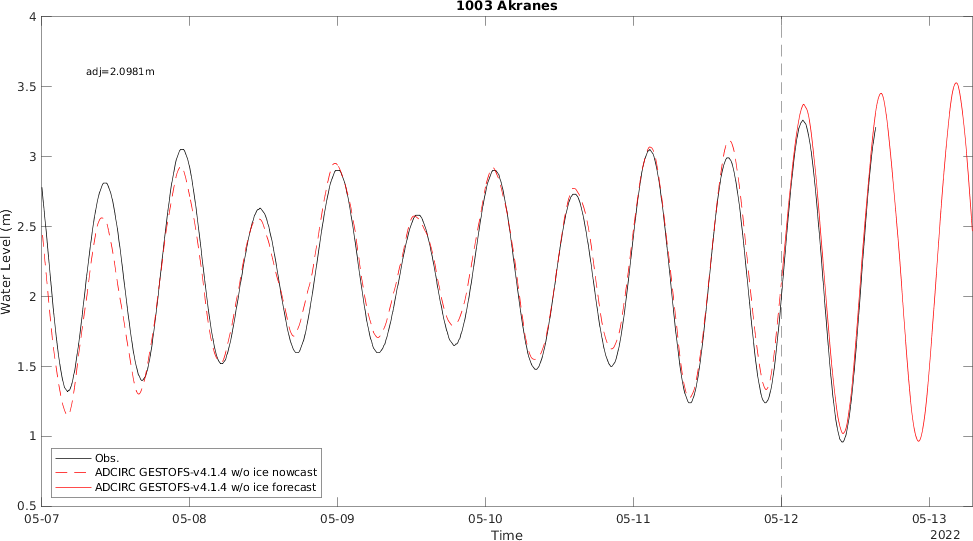 1003 Akranes
4
adj=2.0981m
3.5
3
2.5
2
1.5
1
0.5
Water Level (m)
Obs.
ADCIRC GESTOFS-v4.1.4 w/o ice nowcast
ADCIRC GESTOFS-v4.1.4 w/o ice forecast
05-07 05-08 05-09 05-10 05-11 05-12 05-13
Time
2022